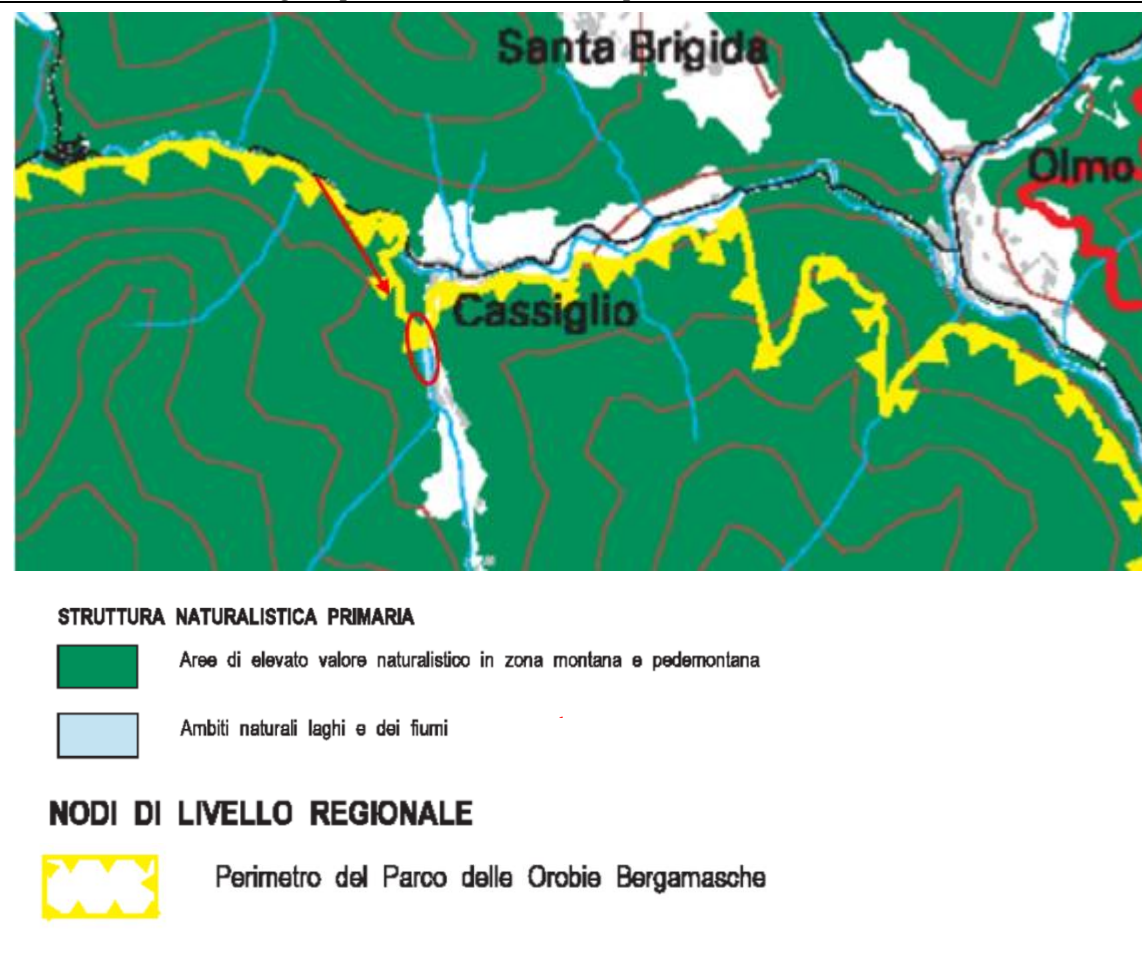 Santa Brigida
Olmo
Cassiglio
STRUTTURA NATURALISTICA PRIMARIA
Aree di elevato valore naturalistico in zona montana e pedemontana
Ambiti naturali laghi e dei fiumi
NODI DI LIVELLO REGIONALE
Perimetro del Parco delle Orobie Bergamasche